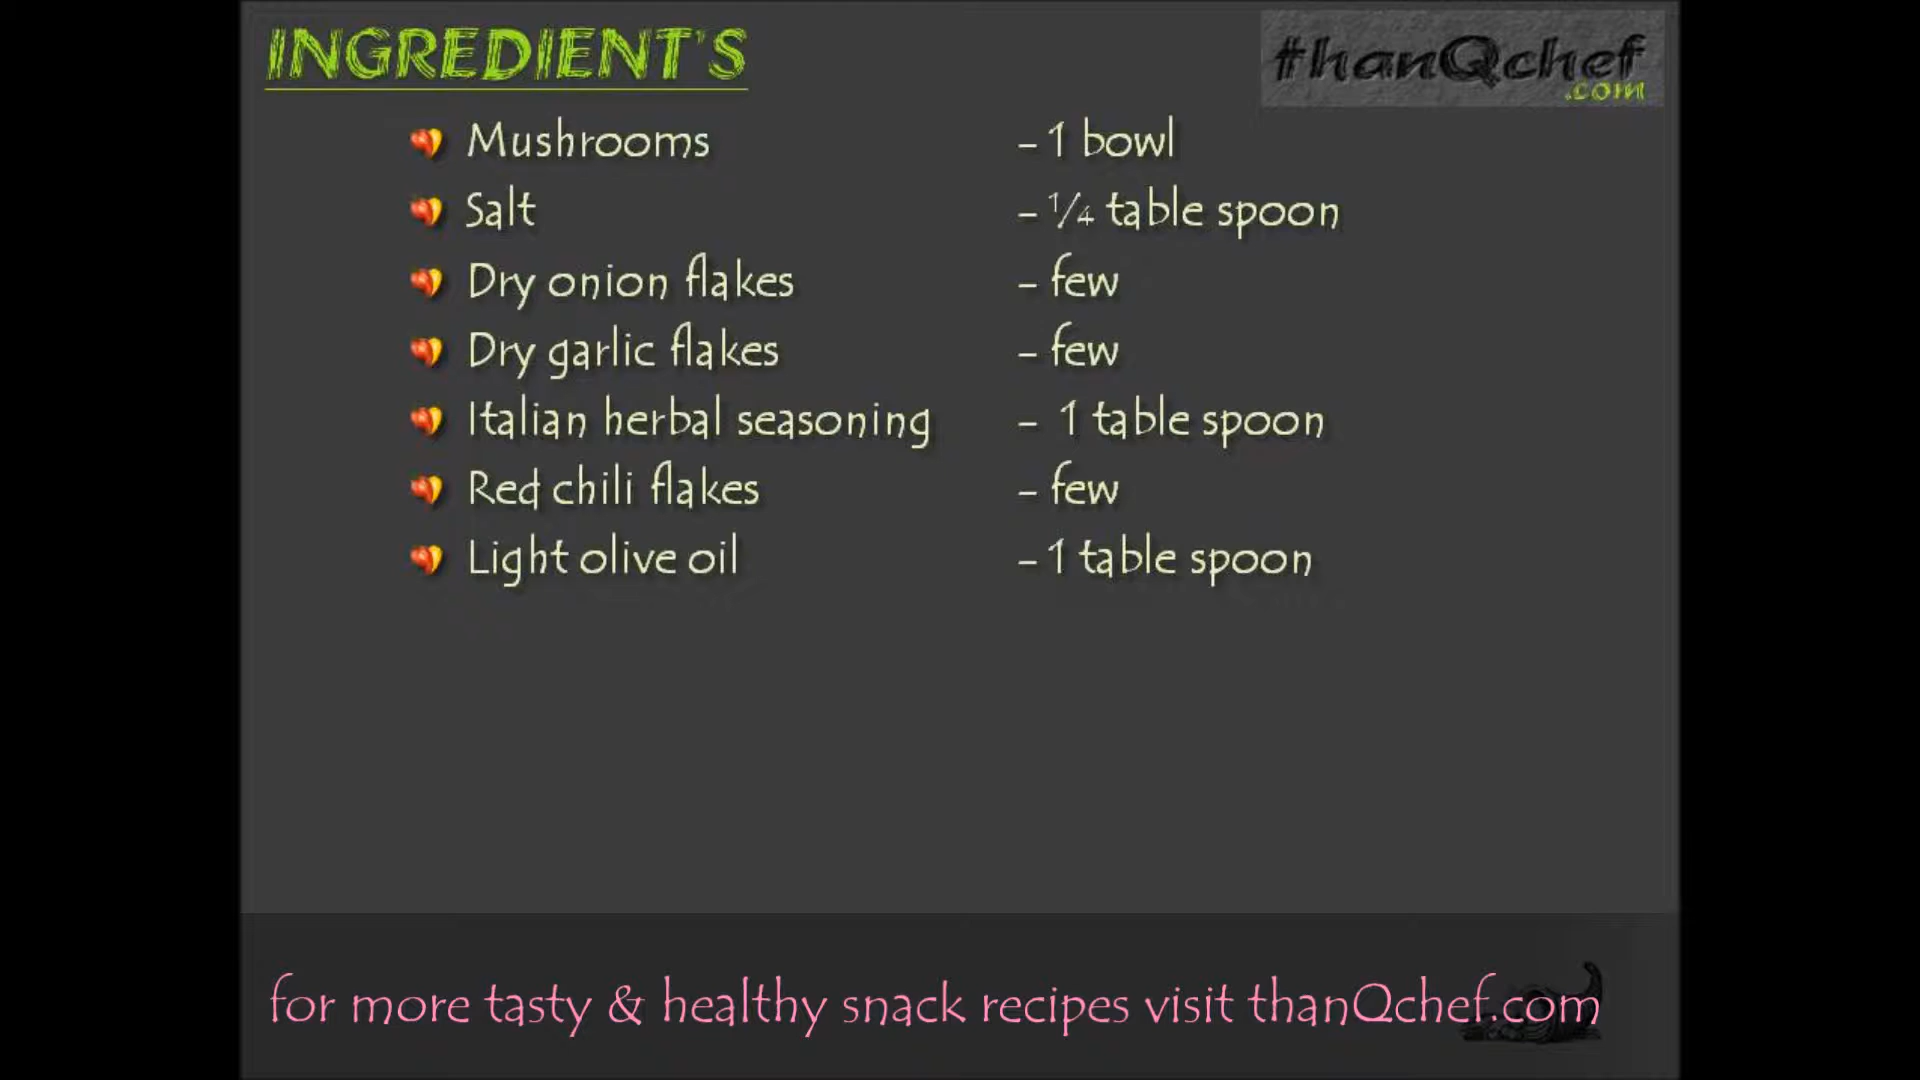 INGREDIENT'S
#hanQchef
.com
Mushrooms - 1 bowl
Salt - ¼ table spoon
Dry onion flakes - few
Dry garlic flakes - few
Italian herbal seasoning - 1 table spoon
Red chili flakes - few
Light olive oil - 1 table spoon
for more tasty & healthy snack recipes visit thanQchef.com